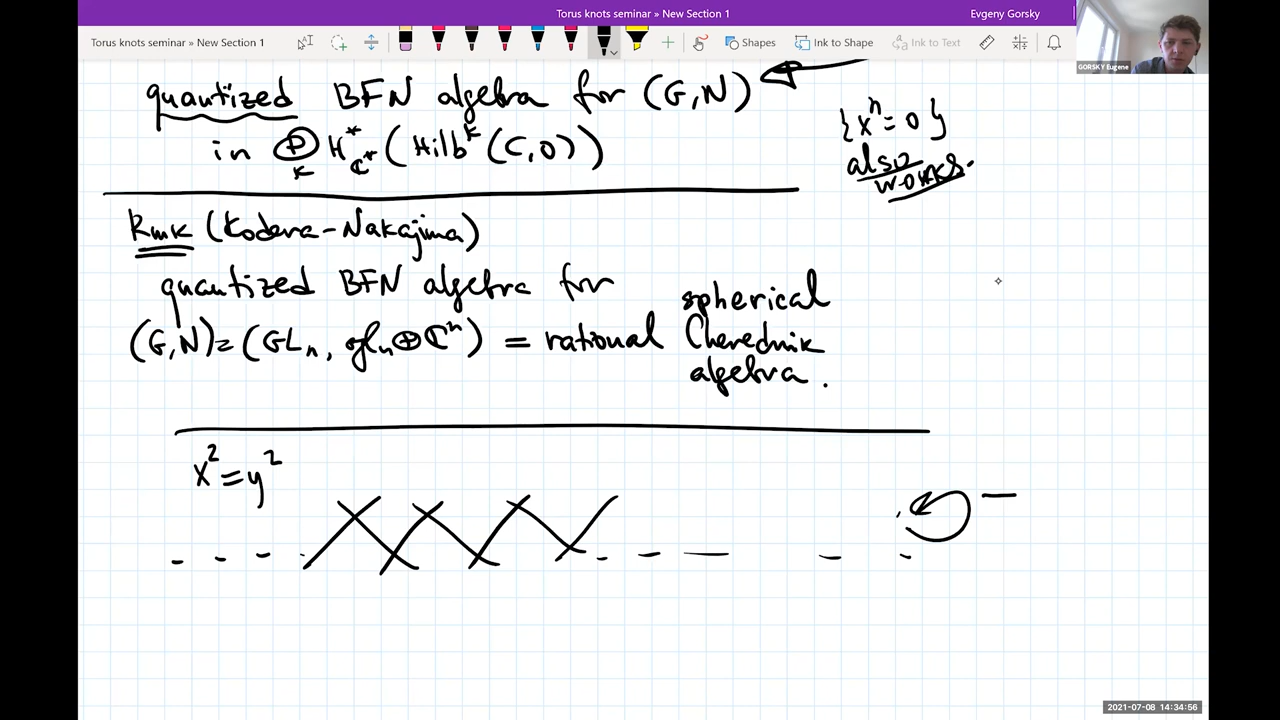 Torus knots seminar » New Section 1
Evgeny Gorsky
Torus knots seminar » New Section 1
Shapes
Ink to Shape
Ink to Text
GORSKY Eugene
quantized BFN algebra for (G,N)
in ⊕_K H^*_{C^*} (Hilb^K (C,0))
{x^n = 0}
also works.
Rmk (Kodera-Nakajima)
quantized BFN algebra for
(G,N) = (GL_n, gl_n ⊕ ℂ^n) = rational spherical Cherednik algebra.
x^2 = y^2
2021-07-08 14:34:56